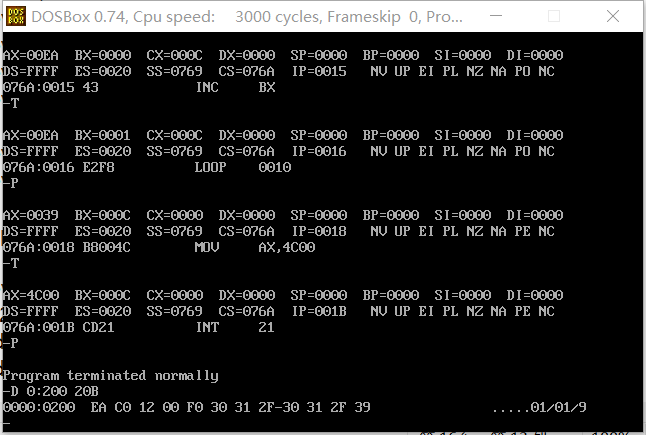 DOS BOX DOSBox 0.74, Cpu speed: 3000 cycles, Frameskip 0, Pro...
AX=00EA BX=0000 CX=000C DX=0000 SP=0000 BP=0000 SI=0000 DI=0000
DS=FFFF ES=0020 SS=0769 CS=076A IP=0015 NV UP EI PL NZ NA PO NC
076A:0015 43 INC BX
-T
AX=00EA BX=0001 CX=000C DX=0000 SP=0000 BP=0000 SI=0000 DI=0000
DS=FFFF ES=0020 SS=0769 CS=076A IP=0016 NV UP EI PL NZ NA PO NC
076A:0016 E2F8 LOOP 0010
-P
AX=0039 BX=000C CX=0000 DX=0000 SP=0000 BP=0000 SI=0000 DI=0000
DS=FFFF ES=0020 SS=0769 CS=076A IP=0018 NV UP EI PL NZ NA PE NC
076A:0018 B8004C MOV AX,4C00
-T
AX=4C00 BX=000C CX=0000 DX=0000 SP=0000 BP=0000 SI=0000 DI=0000
DS=FFFF ES=0020 SS=0769 CS=076A IP=001B NV UP EI PL NZ NA PE NC
076A:001B CD21 INT 21
-P
Program terminated normally
-D 0:200 20B
0000:0200 EA C0 12 00 F0 30 31 2F-30 31 2F 39 .....01/01/9
-